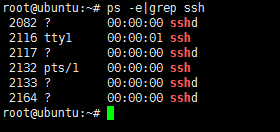 root@ubuntu:~# ps -e|grep ssh
 2082 ?        00:00:00 sshd
 2116 tty1     00:00:01 ssh
 2117 ?        00:00:00 sshd
 2132 pts/1    00:00:00 ssh
 2133 ?        00:00:00 sshd
 2164 ?        00:00:00 sshd
root@ubuntu:~#